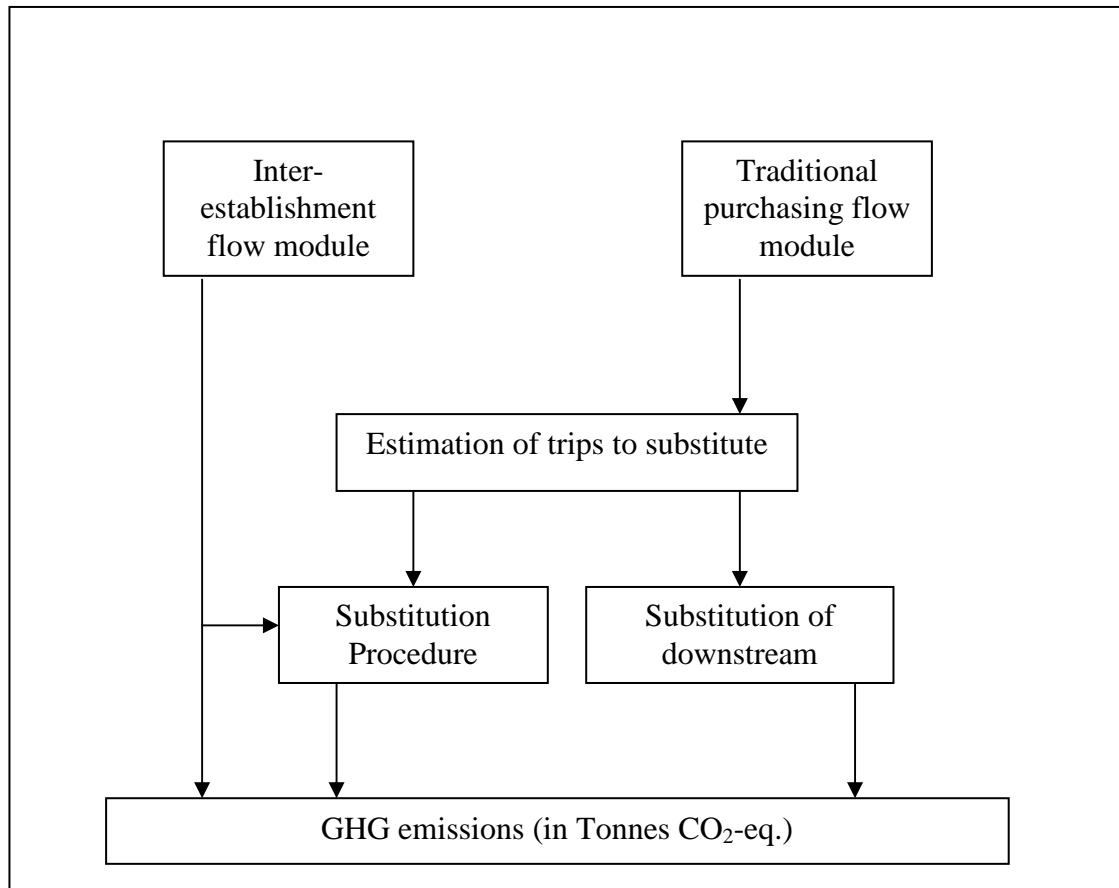 Inter-
establishment
flow module
Traditional
purchasing flow
module
Estimation of trips to substitute
Substitution
Procedure
Substitution of
downstream
GHG emissions (in Tonnes CO₂-eq.)